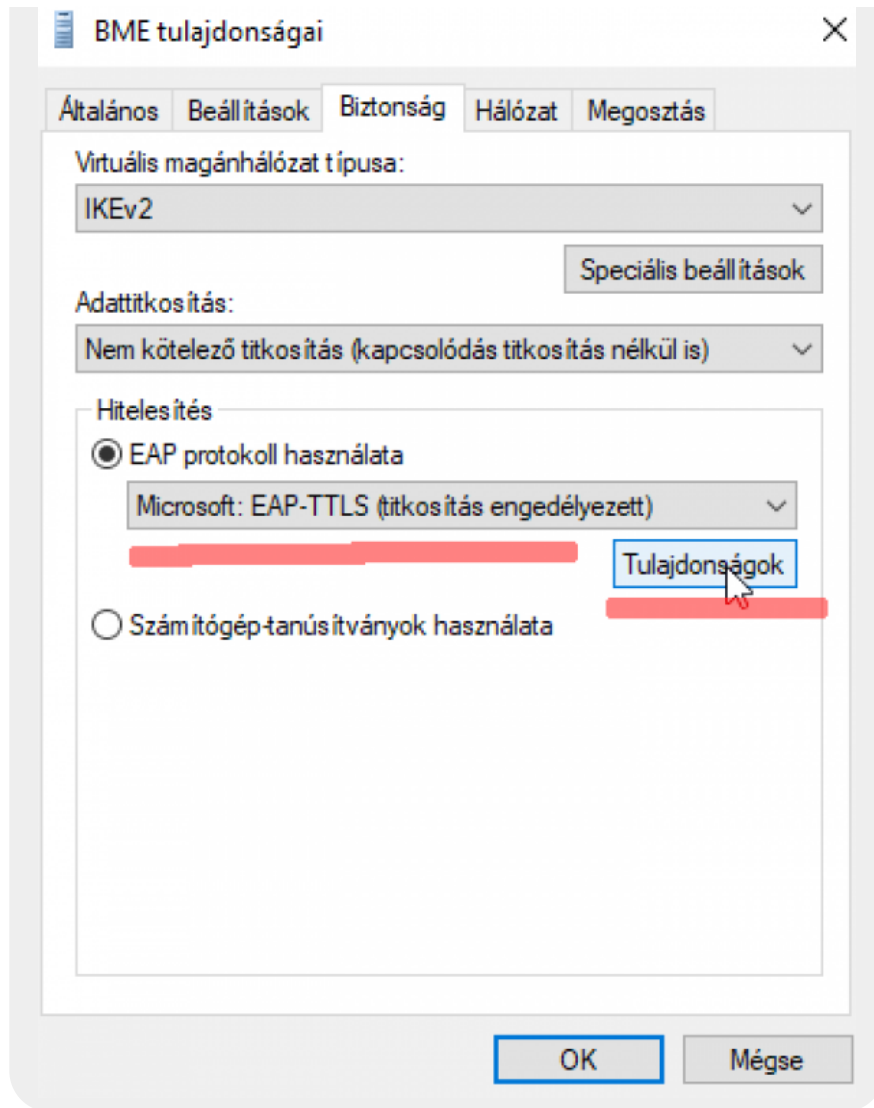 BME tulajdonságai
Általános Beállítások Biztonság Hálózat Megosztás
Virtuális magánhálózat típusa:
IKEv2
Speciális beállítások
Adattitkosítás:
Nem kötelező titkosítás (kapcsolódás titkosítás nélkül is)
Hitelesítés
EAP protokoll használata
Microsoft: EAP-TTLS (titkosítás engedélyezett)
Tulajdonságok
Számítógép-tanúsítványok használata
OK Mégse